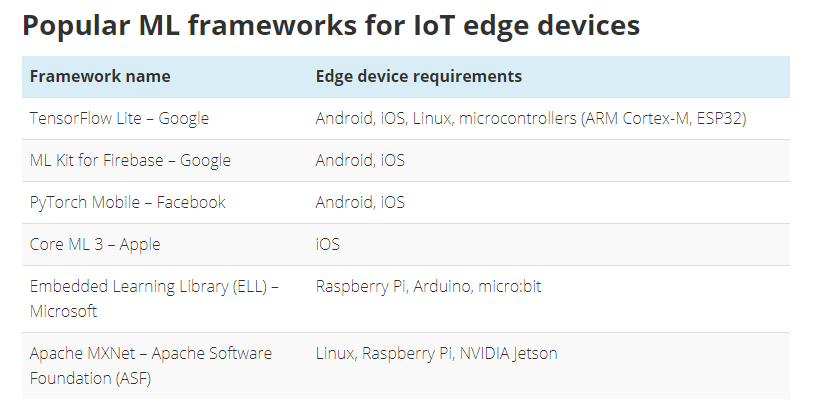 Popular ML frameworks for IoT edge devices
Framework name Edge device requirements
TensorFlow Lite – Google Android, iOS, Linux, microcontrollers (ARM Cortex-M, ESP32)
ML Kit for Firebase – Google Android, iOS
PyTorch Mobile – Facebook Android, iOS
Core ML 3 – Apple iOS
Embedded Learning Library (ELL) – Raspberry Pi, Arduino, micro:bit
Microsoft
Apache MXNet – Apache Software Linux, Raspberry Pi, NVIDIA Jetson
Foundation (ASF)